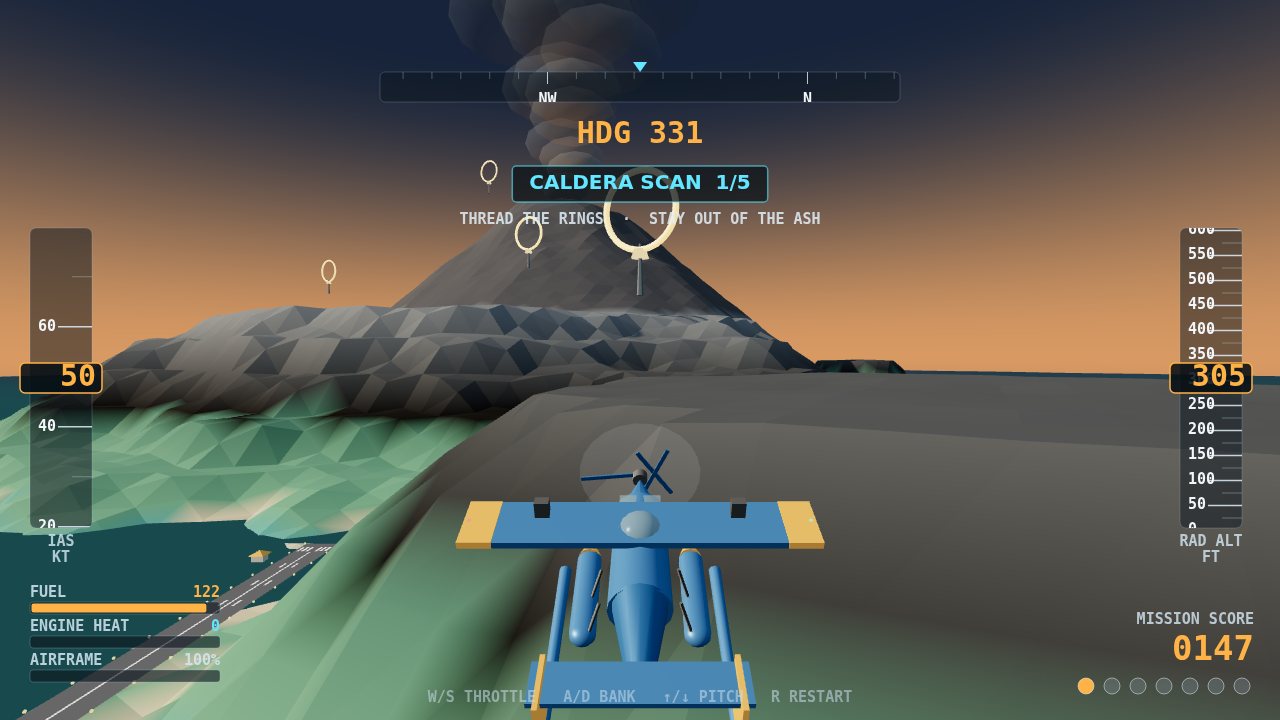 NW N
HDG 331
CALDERA SCAN 1/5
THREAD THE RINGS · STAY OUT OF THE ASH
60
50
40
20
IAS
KT
600
550
500
450
400
350
305
250
200
150
100
50
0
RAD ALT
FT
FUEL 122
ENGINE HEAT 0
AIRFRAME 100%
MISSION SCORE
0147
W/S THROTTLE A/D BANK ↑/↓ PITCH R RESTART